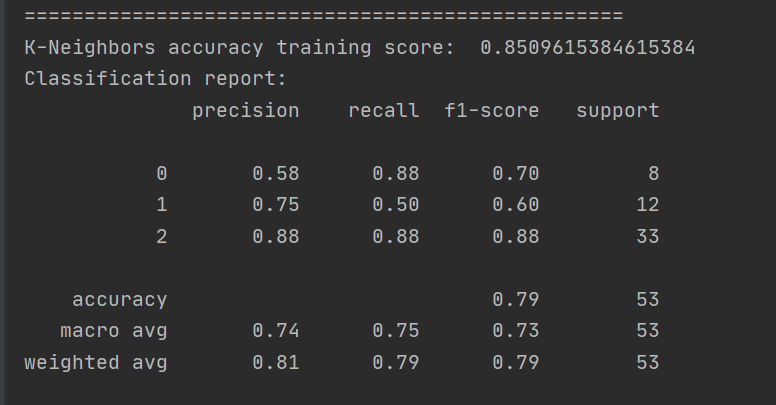 ==================================================
K-Neighbors accuracy training score:  0.8509615384615384
Classification report:
              precision    recall  f1-score   support

           0       0.58      0.88      0.70         8
           1       0.75      0.50      0.60        12
           2       0.88      0.88      0.88        33

    accuracy                           0.79        53
   macro avg       0.74      0.75      0.73        53
weighted avg       0.81      0.79      0.79        53